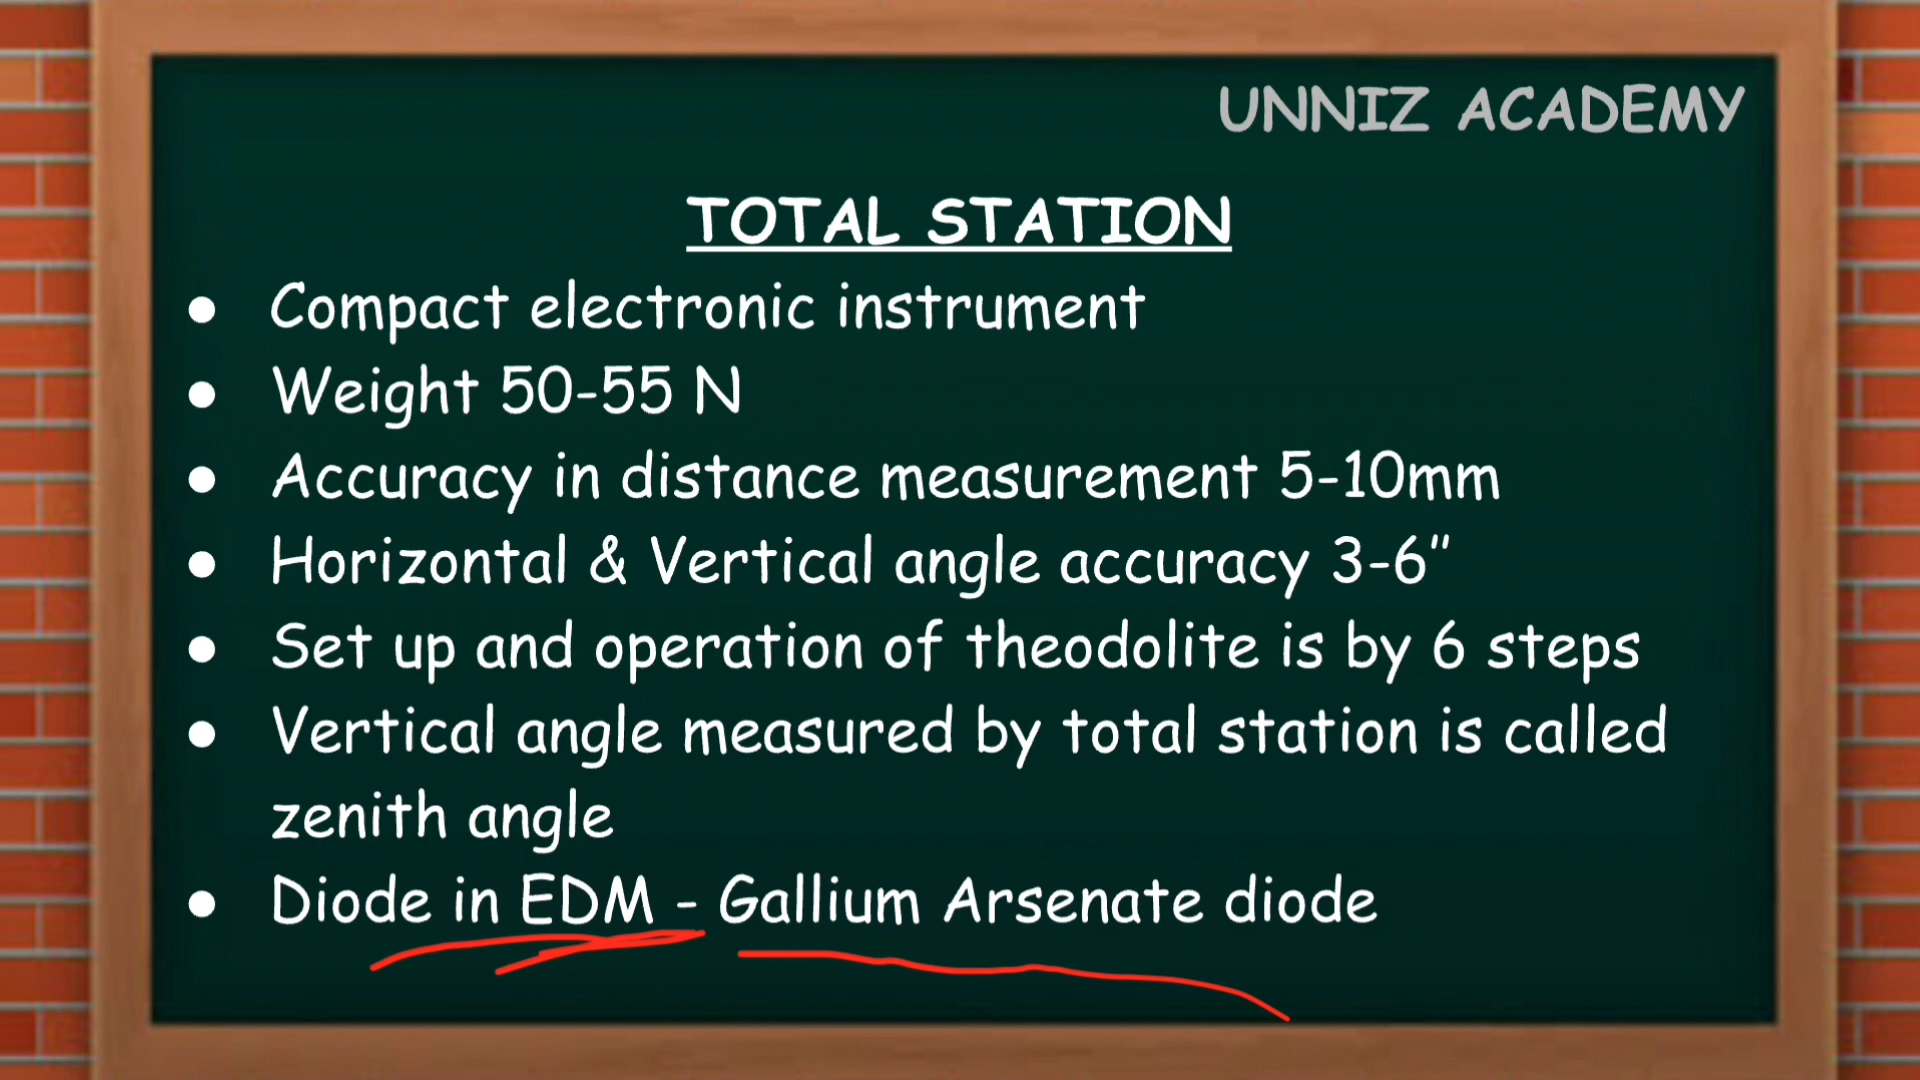 UNNIZ ACADEMY
TOTAL STATION
● Compact electronic instrument
● Weight 50-55 N
● Accuracy in distance measurement 5-10mm
● Horizontal & Vertical angle accuracy 3-6"
● Set up and operation of theodolite is by 6 steps
● Vertical angle measured by total station is called
zenith angle
● Diode in EDM - Gallium Arsenate diode